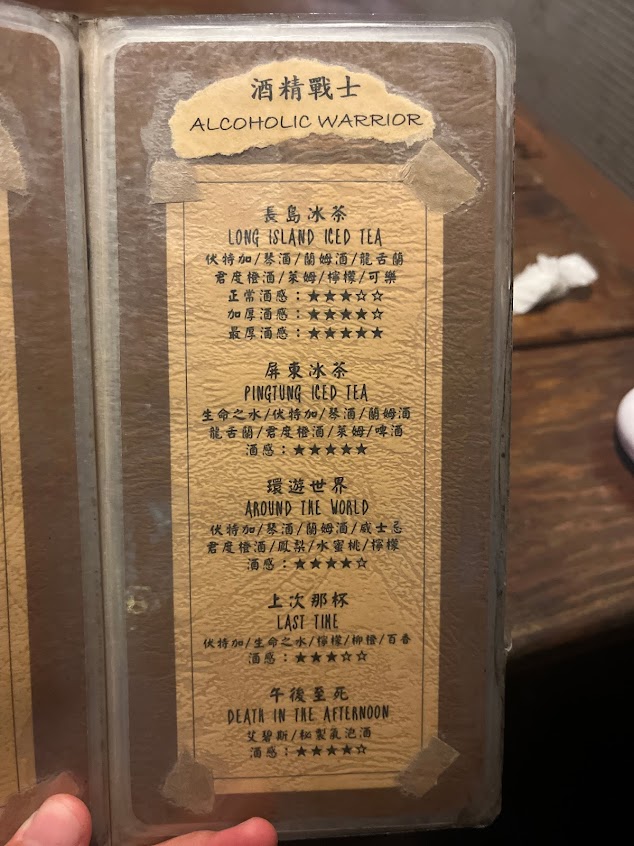 酒精戰士
ALCOHOLIC WARRIOR
長島冰茶
LONG ISLAND ICED TEA
伏特加/琴酒/蘭姆酒/龍舌蘭
君度橙酒/萊姆/檸檬/可樂
正常酒感：★★★☆☆
加厚酒感：★★★★☆
最厚酒感：★★★★★
屏東冰茶
PINGTUNG ICED TEA
生命之水/伏特加/琴酒/蘭姆酒
龍舌蘭/君度橙酒/萊姆/啤酒
酒感：★★★★★
環遊世界
AROUND THE WORLD
伏特加/琴酒/蘭姆酒/威士忌
君度橙酒/鳳梨/水蜜桃/檸檬
酒感：★★★★☆
上次那杯
LAST TIME
伏特加/生命之水/檸檬/柳橙/百香
酒感：★★★☆☆
午後至死
DEATH IN THE AFTERNOON
艾碧斯/秘製氣泡酒
酒感：★★★★☆